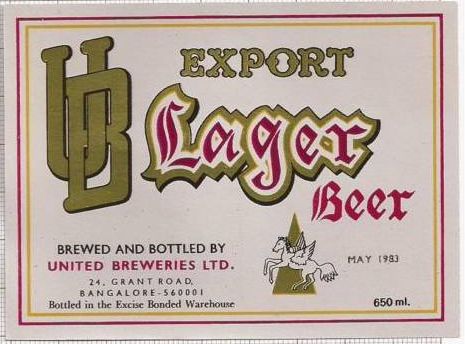 UB
EXPORT
Lager
Beer
BREWED AND BOTTLED BY
UNITED BREWERIES LTD.
24, GRANT ROAD,
BANGALORE-560001
Bottled in the Excise Bonded Warehouse
MAY 1983
650 ml.